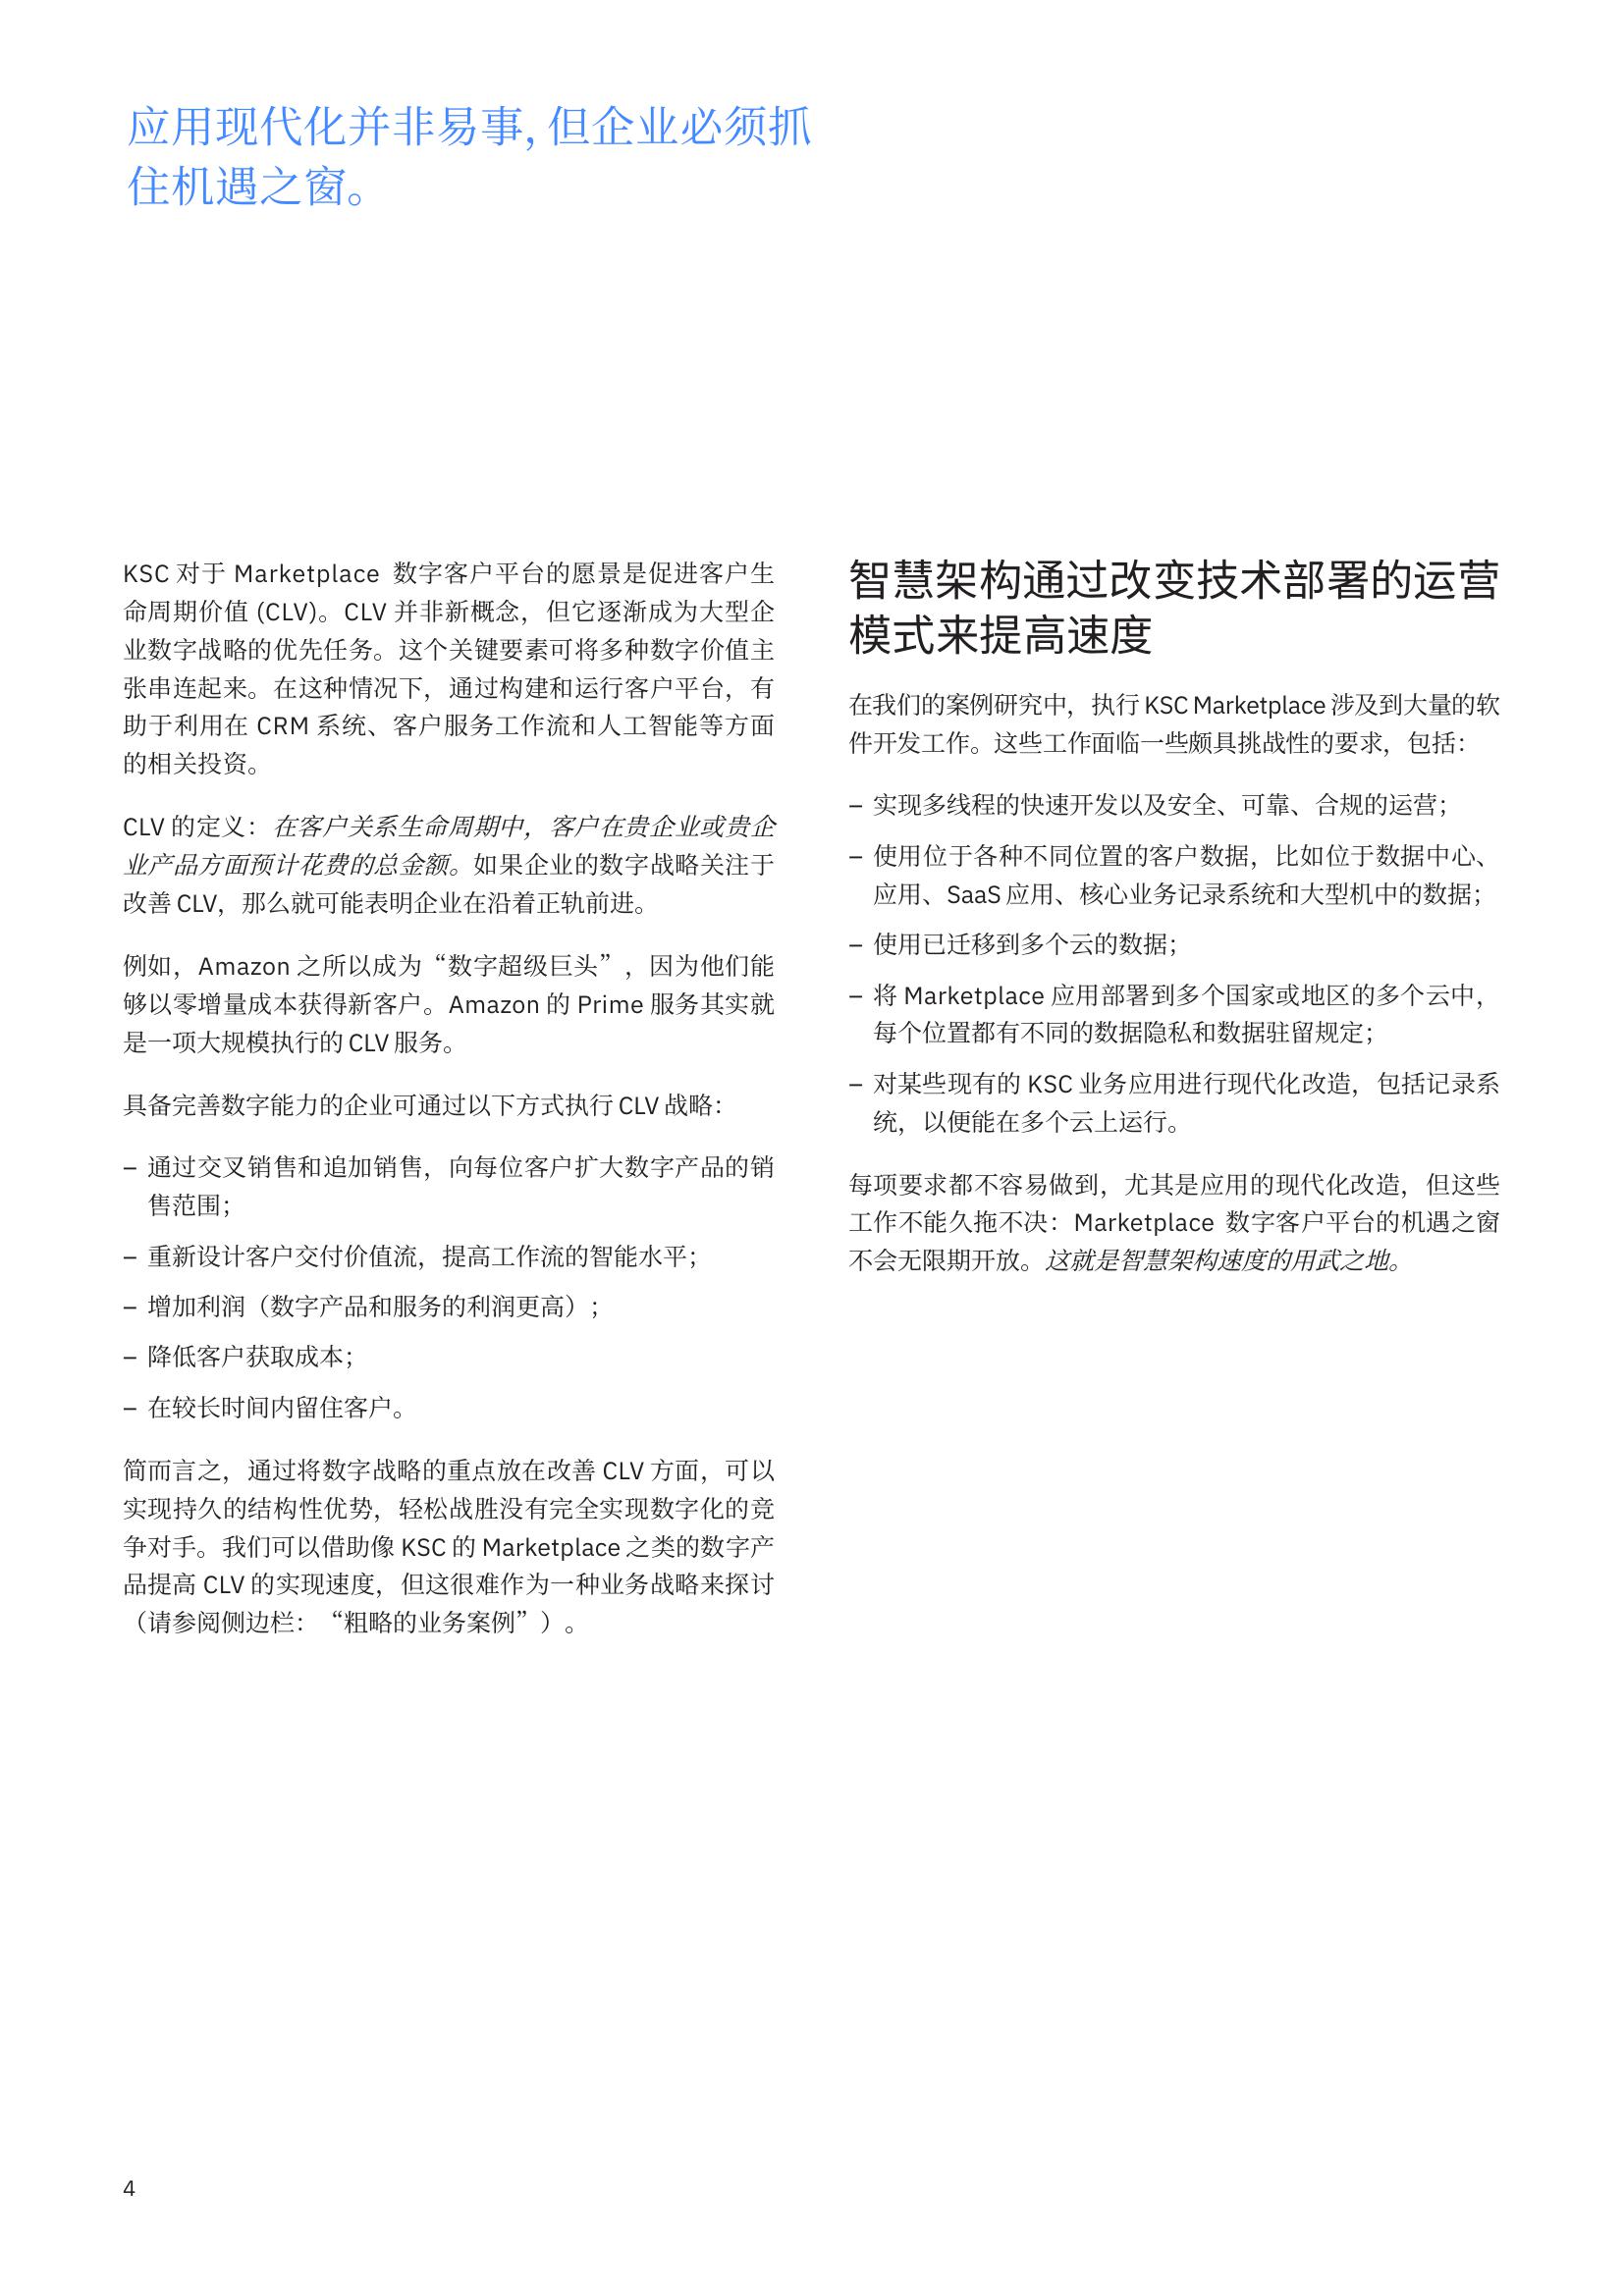 应用现代化并非易事, 但企业必须抓
住机遇之窗。
KSC 对于 Marketplace 数字客户平台的愿景是促进客户生
命周期价值 (CLV)。CLV 并非新概念，但它逐渐成为大型企
业数字战略的优先任务。这个关键要素可将多种数字价值主
张串连起来。在这种情况下，通过构建和运行客户平台，有
助于利用在 CRM 系统、客户服务工作流和人工智能等方面
的相关投资。
CLV 的定义：在客户关系生命周期中，客户在贵企业或贵企
业产品方面预计花费的总金额。如果企业的数字战略关注于
改善 CLV，那么就可能表明企业在沿着正轨前进。
例如，Amazon 之所以成为“数字超级巨头”，因为他们能
够以零增量成本获得新客户。Amazon 的 Prime 服务其实就
是一项大规模执行的 CLV 服务。
具备完善数字能力的企业可通过以下方式执行 CLV 战略：
– 通过交叉销售和追加销售，向每位客户扩大数字产品的销
售范围；
– 重新设计客户交付价值流，提高工作流的智能水平；
– 增加利润（数字产品和服务的利润更高）；
– 降低客户获取成本；
– 在较长时间内留住客户。
简而言之，通过将数字战略的重点放在改善 CLV 方面，可以
实现持久的结构性优势，轻松战胜没有完全实现数字化的竞
争对手。我们可以借助像 KSC 的 Marketplace 之类的数字产
品提高 CLV 的实现速度，但这很难作为一种业务战略来探讨
（请参阅侧边栏：“粗略的业务案例”）。
智慧架构通过改变技术部署的运营
模式来提高速度
在我们的案例研究中，执行 KSC Marketplace 涉及到大量的软
件开发工作。这些工作面临一些颇具挑战性的要求，包括：
– 实现多线程的快速开发以及安全、可靠、合规的运营；
– 使用位于各种不同位置的客户数据，比如位于数据中心、
应用、SaaS 应用、核心业务记录系统和大型机中的数据；
– 使用已迁移到多个云的数据；
– 将 Marketplace 应用部署到多个国家或地区的多个云中，
每个位置都有不同的数据隐私和数据驻留规定；
– 对某些现有的 KSC 业务应用进行现代化改造，包括记录系
统，以便能在多个云上运行。
每项要求都不容易做到，尤其是应用的现代化改造，但这些
工作不能久拖不决：Marketplace 数字客户平台的机遇之窗
不会无限期开放。这就是智慧架构速度的用武之地。
4